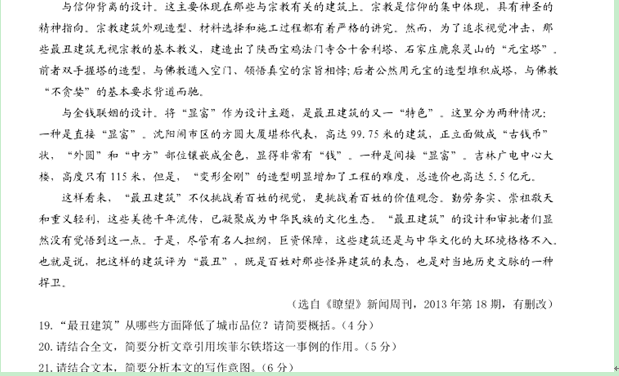 与信仰背离的设计。这主要体现在那些与宗教有关的建筑上。宗教是信仰的集中体现，具有神圣的
精神指向。宗教建筑外观造型、材料选择和施工过程都有着严格的讲究。然而，为了追求视觉冲击，那
些最丑建筑无视宗教的基本教义，建造出了陕西宝鸡法门寺合十舍利塔、石家庄鹿泉灵山的“元宝塔”。
前者双手握塔的造型，与佛教遁入空门、领悟真空的宗旨相悖；后者公然用元宝的造型堆积成塔，与佛教
“不贪婪”的基本要求背道而驰。
与金钱联姻的设计。将“显富”作为设计主题，是最丑建筑的又一“特色”。这里分为两种情况：
一种是直接“显富”。沈阳闹市区的方圆大厦堪称代表，高达 99.75 米的建筑，正立面做成“古钱币”
状，“外圆”和“中方”部位镶嵌成金色，显得非常有“钱”。一种是间接“显富”。吉林广电中心大
楼，高度只有 115 米，但是，“变形金刚”的造型明显增加了工程的难度，总造价也高达 5.5 亿元。
这样看来，“最丑建筑”不仅挑战着百姓的视觉，更挑战着百姓的价值观念。勤劳务实、崇祖敬天
和重义轻利，这些美德千年流传，已凝聚成为中华民族的文化生态。“最丑建筑”的设计和审批者们显
然没有觉悟到这一点。于是，尽管有名人担纲，巨资保障，这些建筑还是与中华文化的大环境格格不入。
也就是说，把这样的建筑评为“最丑”，既是百姓对那些怪异建筑的表态，也是对当地历史文脉的一种
捍卫。
（选自《瞭望》新闻周刊，2013 年第 18 期，有删改）
19. “最丑建筑”从哪些方面降低了城市品位？请简要概括。（4 分）
20. 请结合全文，简要分析文章引用埃菲尔铁塔这一事例的作用。（5 分）
21. 请结合文本，简要分析本文的写作意图。（6 分）